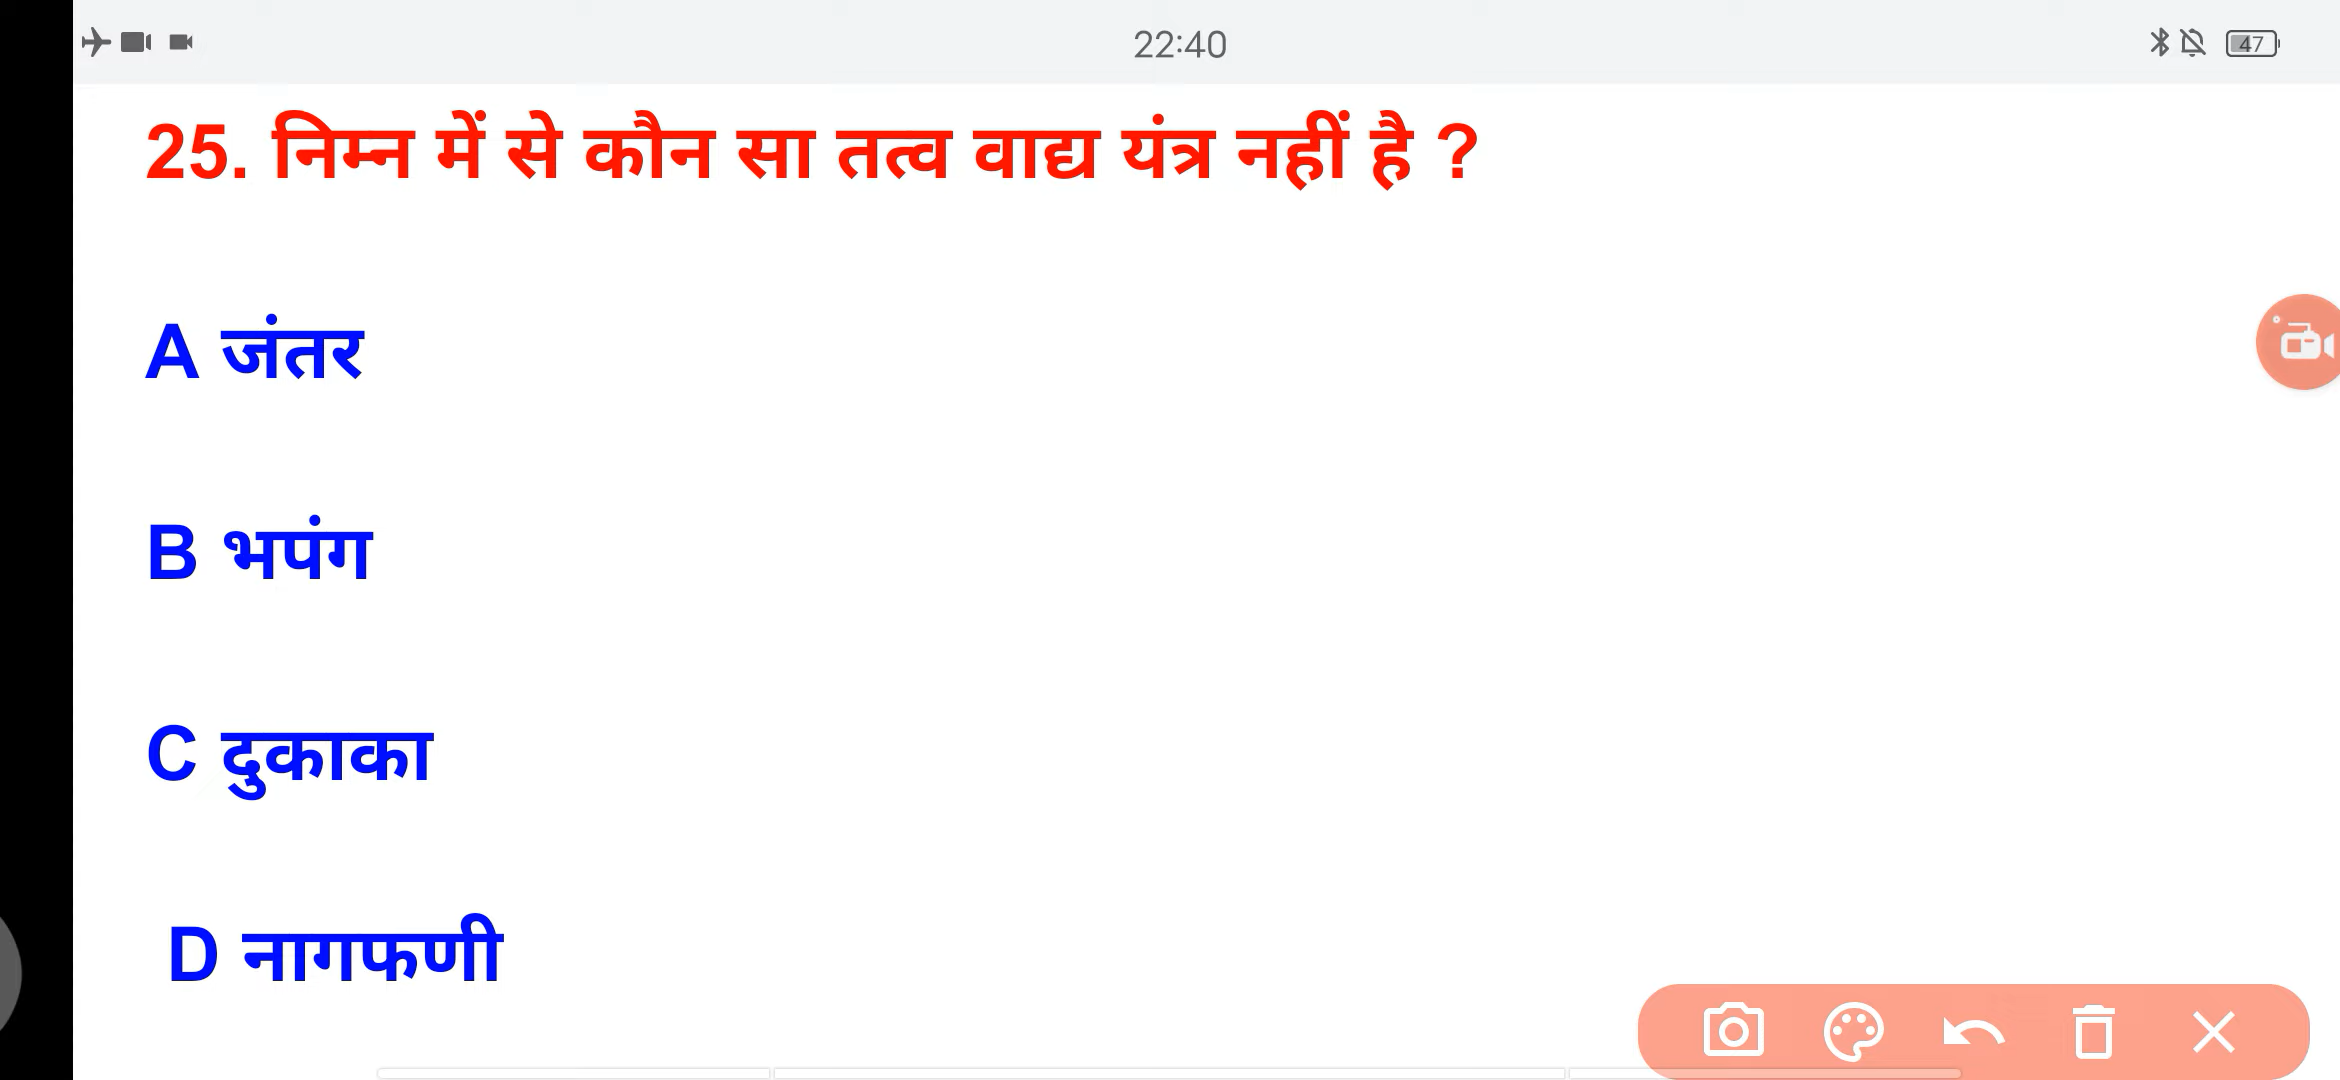 22:40
47
25. निम्न में से कौन सा तत्व वाद्य यंत्र नहीं है ?
A जंतर
B भपंग
C दुकाका
D नागफणी